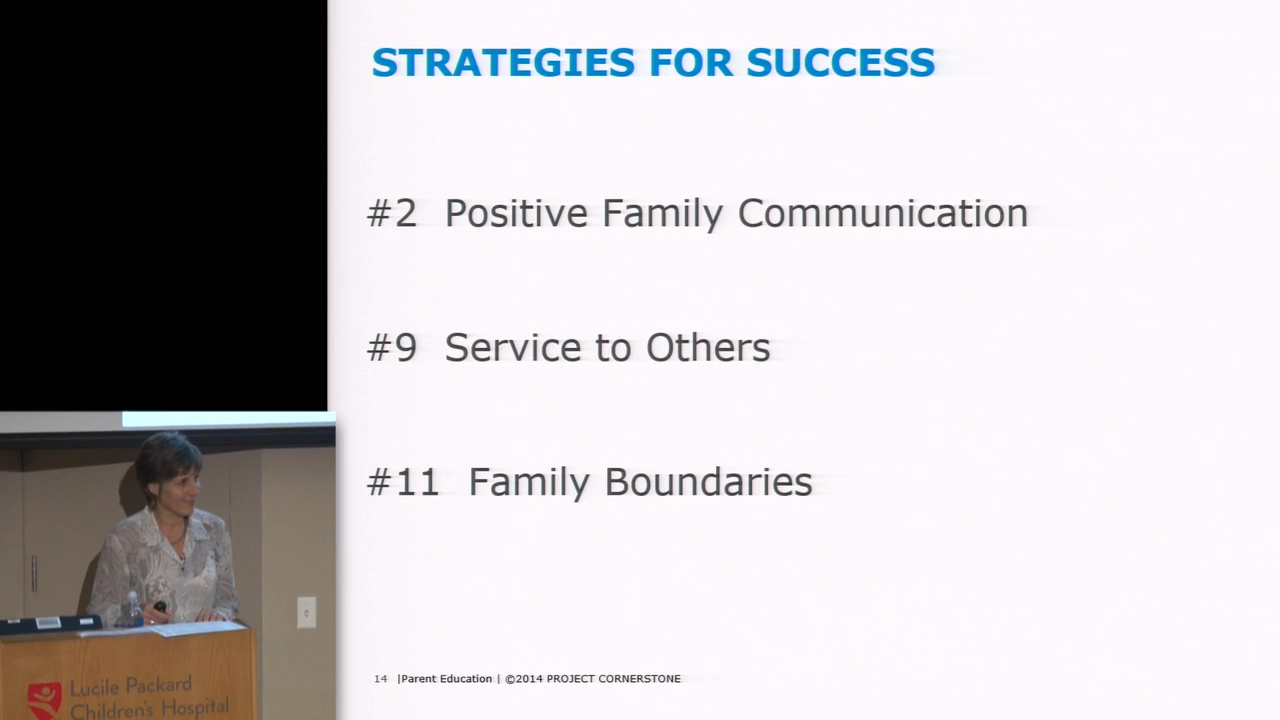 STRATEGIES FOR SUCCESS
#2 Positive Family Communication
#9 Service to Others
#11 Family Boundaries
14 |Parent Education | ©2014 PROJECT CORNERSTONE
Lucile Packard
Children's Hospital